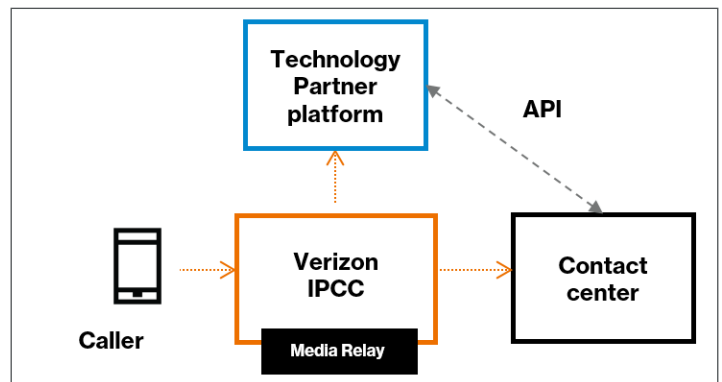 Technology
Partner
platform
API
Verizon
IPCC
Contact
center
Caller
Media Relay